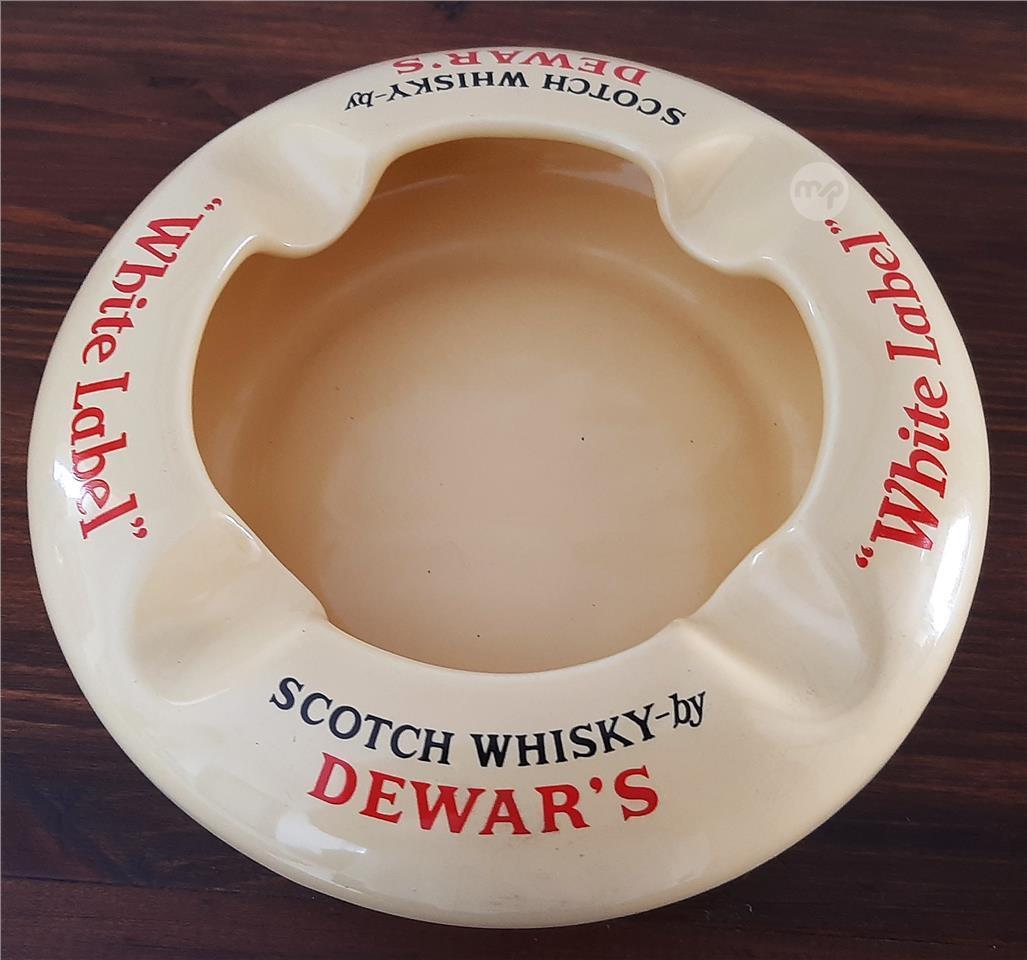 DEWAR'S
SCOTCH WHISKY-by
"White Label"
"White Label"
SCOTCH WHISKY-by
DEWAR'S